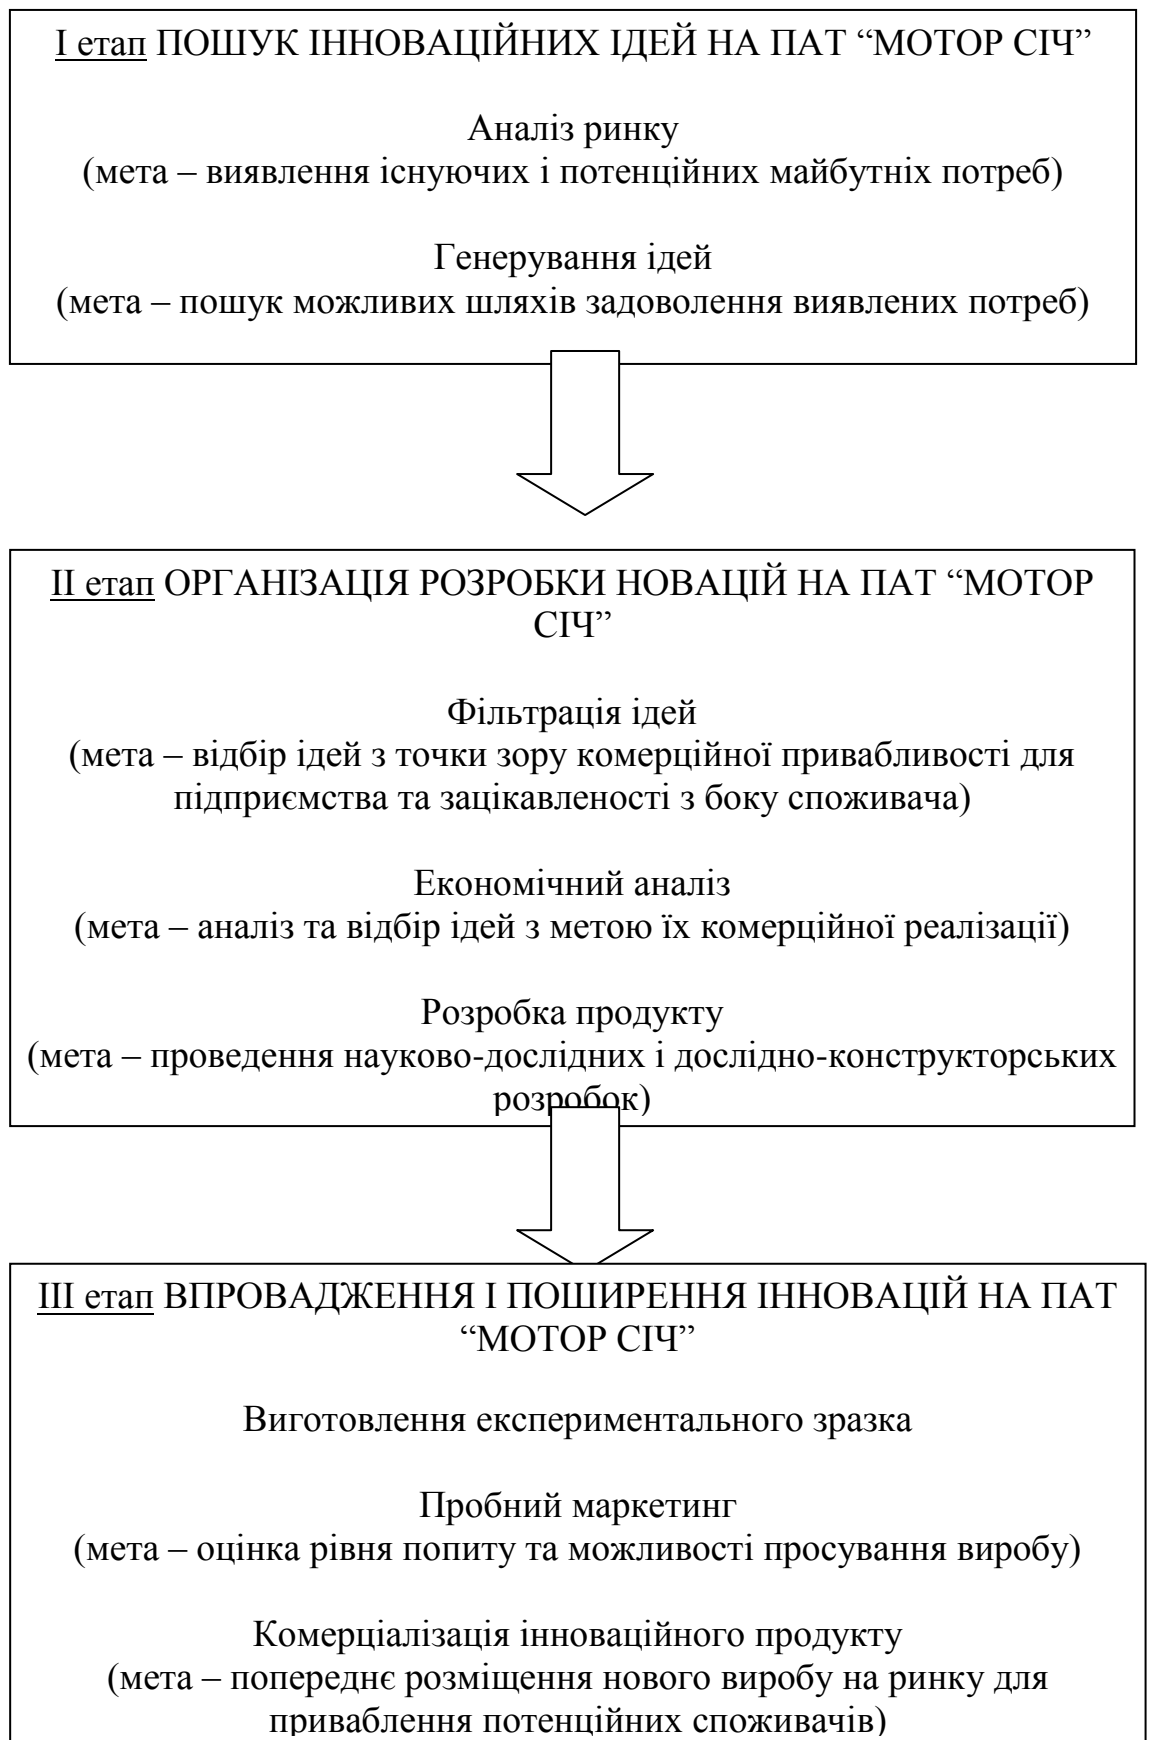 І етап ПОШУК ІННОВАЦІЙНИХ ІДЕЙ НА ПАТ “МОТОР СІЧ”
Аналіз ринку
(мета – виявлення існуючих і потенційних майбутніх потреб)
Генерування ідей
(мета – пошук можливих шляхів задоволення виявлених потреб)
ІІ етап ОРГАНІЗАЦІЯ РОЗРОБКИ НОВАЦІЙ НА ПАТ “МОТОР
СІЧ”
Фільтрація ідей
(мета – відбір ідей з точки зору комерційної привабливості для
підприємства та зацікавленості з боку споживача)
Економічний аналіз
(мета – аналіз та відбір ідей з метою їх комерційної реалізації)
Розробка продукту
(мета – проведення науково-дослідних і дослідно-конструкторських
розробок)
ІІІ етап ВПРОВАДЖЕННЯ І ПОШИРЕННЯ ІННОВАЦІЙ НА ПАТ
“МОТОР СІЧ”
Виготовлення експериментального зразка
Пробний маркетинг
(мета – оцінка рівня попиту та можливості просування виробу)
Комерціалізація інноваційного продукту
(мета – попереднє розміщення нового виробу на ринку для
приваблення потенційних споживачів)